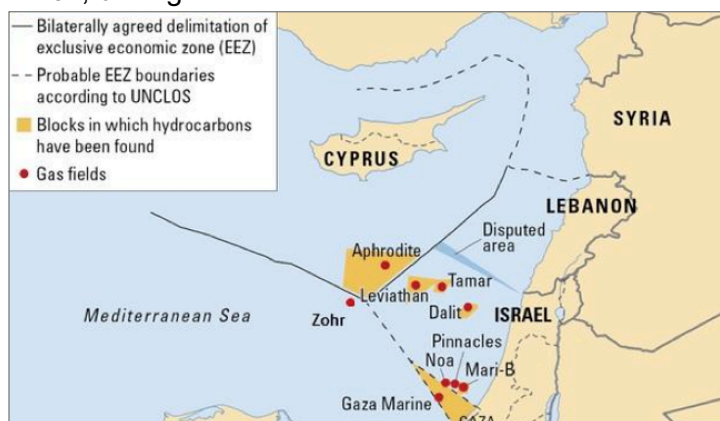 Bilaterally agreed delimitation of
exclusive economic zone (EEZ)
Probable EEZ boundaries
according to UNCLOS
Blocks in which hydrocarbons
have been found
Gas fields
SYRIA
CYPRUS
LEBANON
Disputed
area
Aphrodite
Tamar
Leviathan
Mediterranean Sea
Zohr
Dalit
ISRAEL
Pinnacles
Noa
Mari-B
Gaza Marine
GAZA